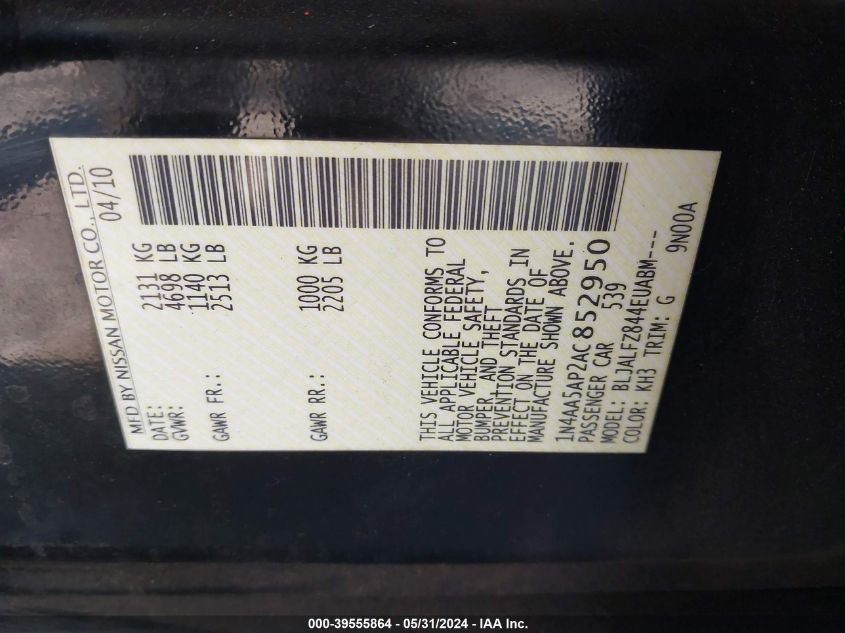 MFD BY NISSAN MOTOR CO., LTD.
DATE: 04/10
GVWR: 2131 KG
4698 LB
GAWR FR.: 1140 KG
2513 LB
GAWR RR.: 1000 KG
2205 LB
THIS VEHICLE CONFORMS TO
ALL APPLICABLE FEDERAL
MOTOR VEHICLE SAFETY,
BUMPER, AND THEFT
PREVENTION STANDARDS IN
EFFECT ON THE DATE OF
MANUFACTURE SHOWN ABOVE.
1N4AA5AP2AC852950
PASSENGER CAR 539
MODEL: BLJALFZ844EUABM---
COLOR: KH3 TRIM: G 9N00A
000-39555864 - 05/31/2024 - IAA Inc.